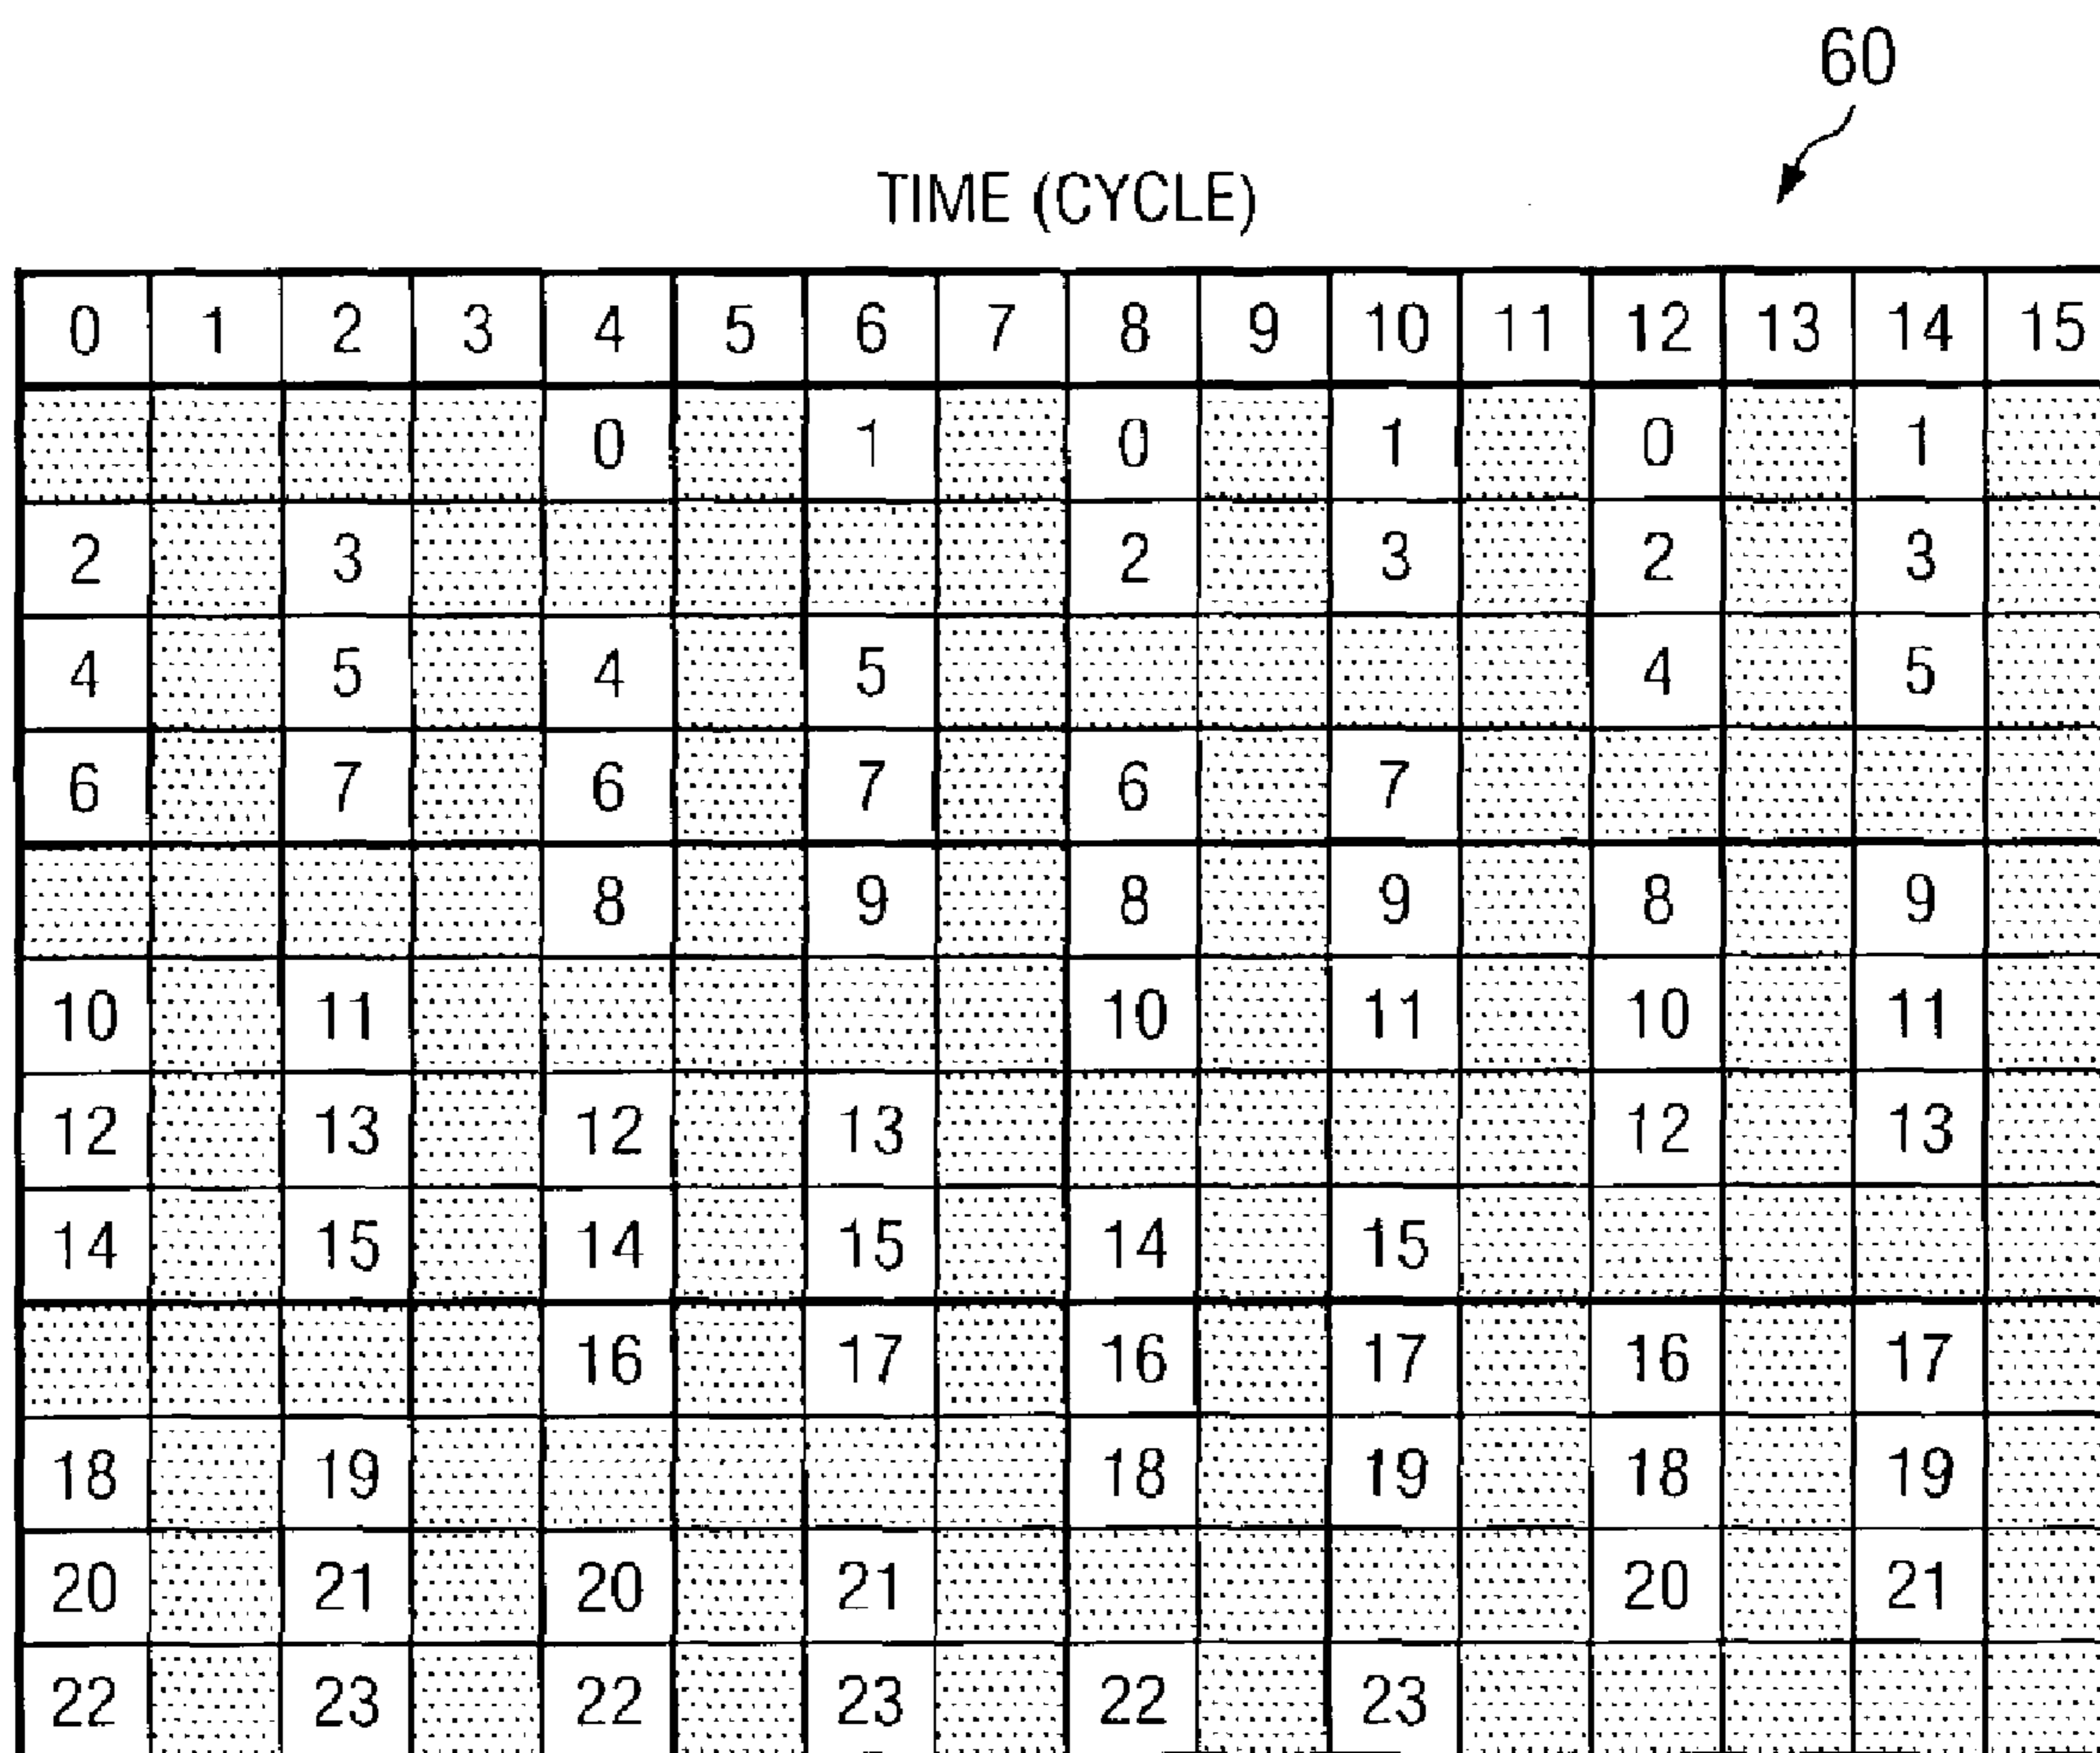 60
TIME (CYCLE)
0 1 2 3 4 5 6 7 8 9 10 11 12 13 14 15
0 1 0 1 0 1
2 3 2 3 2 3
4 5 4 5 4 5
6 7 6 7 6 7
8 9 8 9 8 9
10 11 10 11 10 11
12 13 12 13 12 13
14 15 14 15 14 15
16 17 16 17 16 17
18 19 18 19 18 19
20 21 20 21 20 21
22 23 22 23 22 23